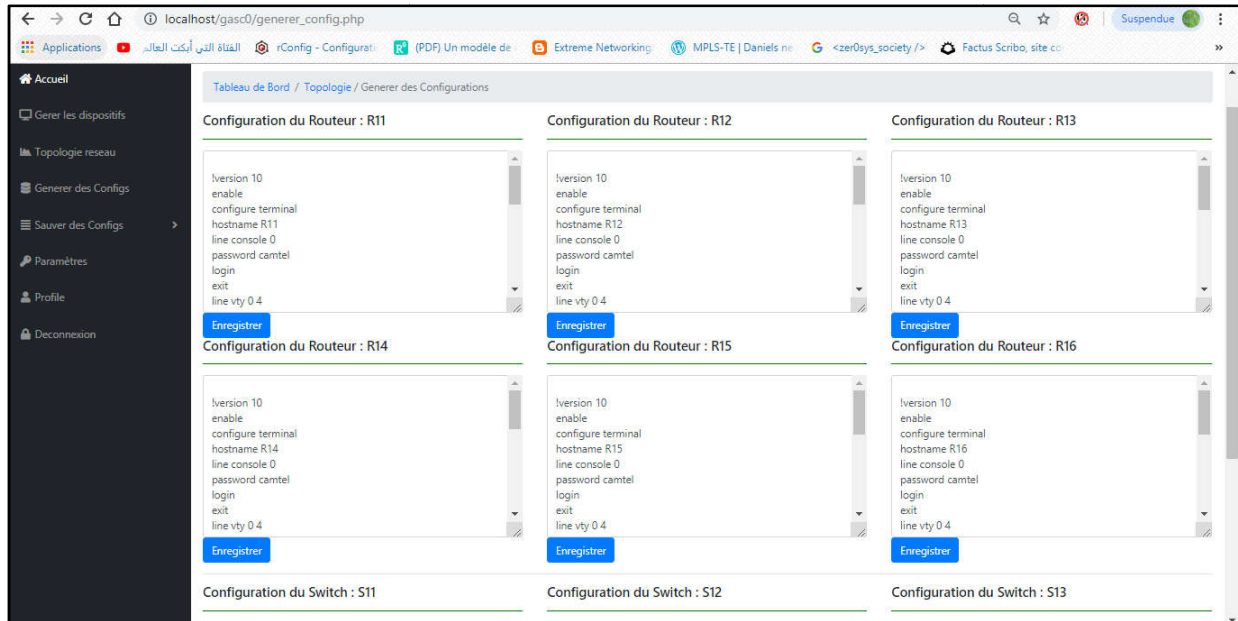 localhost/gasc0/generer_config.php
Suspendue
Applications
الفتاة التي أبكت العالم
rConfig - Configurati
(PDF) Un modèle de
Extreme Networking
MPLS-TE | Daniels ne
<zer0sys_society />
Factus Scribo, site co
»
Accueil
Gerer les dispositifs
Topologie reseau
Generer des Configs
Sauver des Configs
Paramètres
Profile
Deconnexion
Tableau de Bord / Topologie / Generer des Configurations
Configuration du Routeur : R11
!version 10
enable
configure terminal
hostname R11
line console 0
password camtel
login
exit
line vty 0 4
Enregistrer
Configuration du Routeur : R12
!version 10
enable
configure terminal
hostname R12
line console 0
password camtel
login
exit
line vty 0 4
Enregistrer
Configuration du Routeur : R13
!version 10
enable
configure terminal
hostname R13
line console 0
password camtel
login
exit
line vty 0 4
Enregistrer
Configuration du Routeur : R14
!version 10
enable
configure terminal
hostname R14
line console 0
password camtel
login
exit
line vty 0 4
Enregistrer
Configuration du Routeur : R15
!version 10
enable
configure terminal
hostname R15
line console 0
password camtel
login
exit
line vty 0 4
Enregistrer
Configuration du Routeur : R16
!version 10
enable
configure terminal
hostname R16
line console 0
password camtel
login
exit
line vty 0 4
Enregistrer
Configuration du Switch : S11
Configuration du Switch : S12
Configuration du Switch : S13